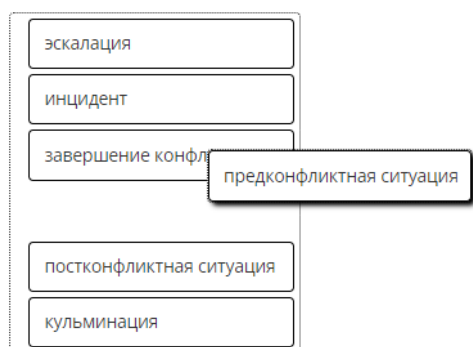 эскалация
инцидент
завершение конфл
предконфликтная ситуация
постконфликтная ситуация
кульминация